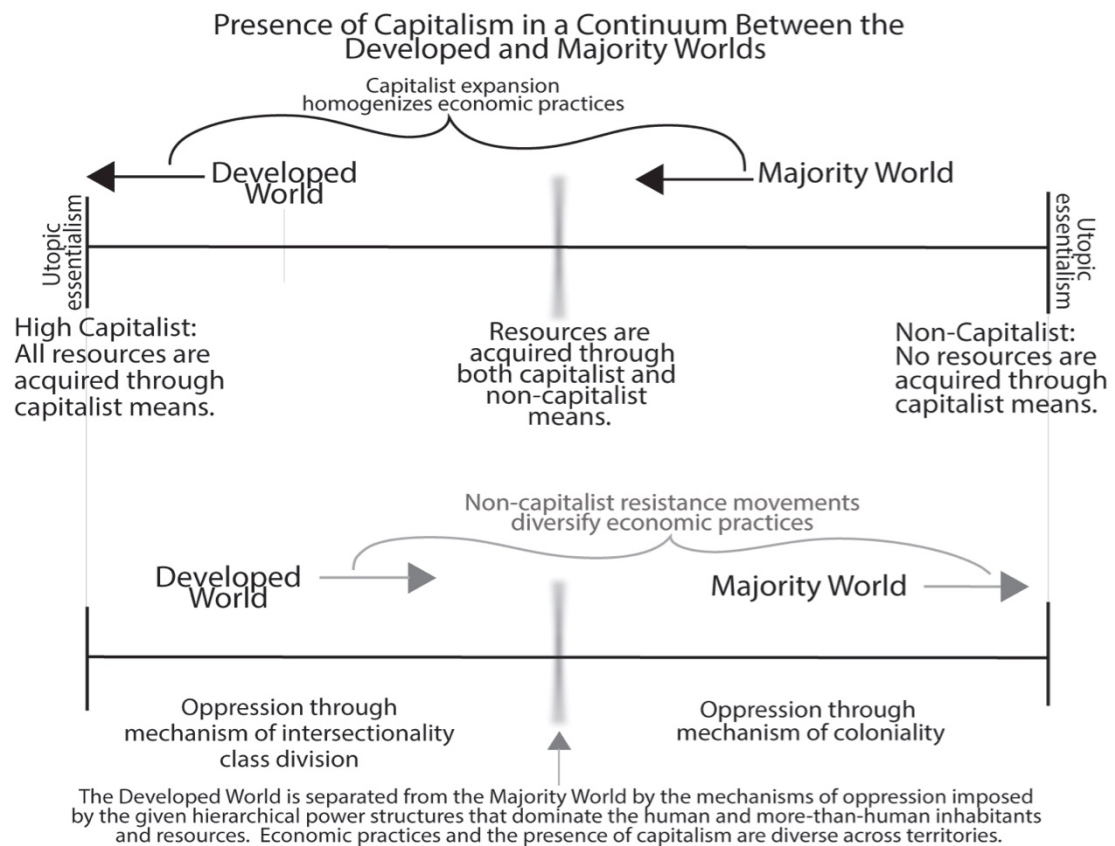 Presence of Capitalism in a Continuum Between the
Developed and Majority Worlds
Capitalist expansion
homogenizes economic practices
Developed
World
Majority World
Utopic
essentialism
Utopic
essentialism
High Capitalist:
All resources are
acquired through
capitalist means.
Resources are
acquired through
both capitalist and
non-capitalist
means.
Non-Capitalist:
No resources are
acquired through
capitalist means.
Non-capitalist resistance movements
diversify economic practices
Developed
World
Majority World
Oppression through
mechanism of intersectionality
class division
Oppression through
mechanism of coloniality
The Developed World is separated from the Majority World by the mechanisms of oppression imposed
by the given hierarchical power structures that dominate the human and more-than-human inhabitants
and resources. Economic practices and the presence of capitalism are diverse across territories.